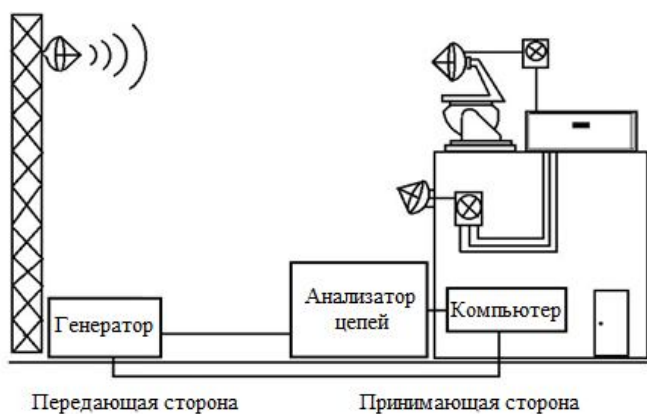 Генератор
Анализатор
цепей
Компьютер
Передающая сторона
Принимающая сторона